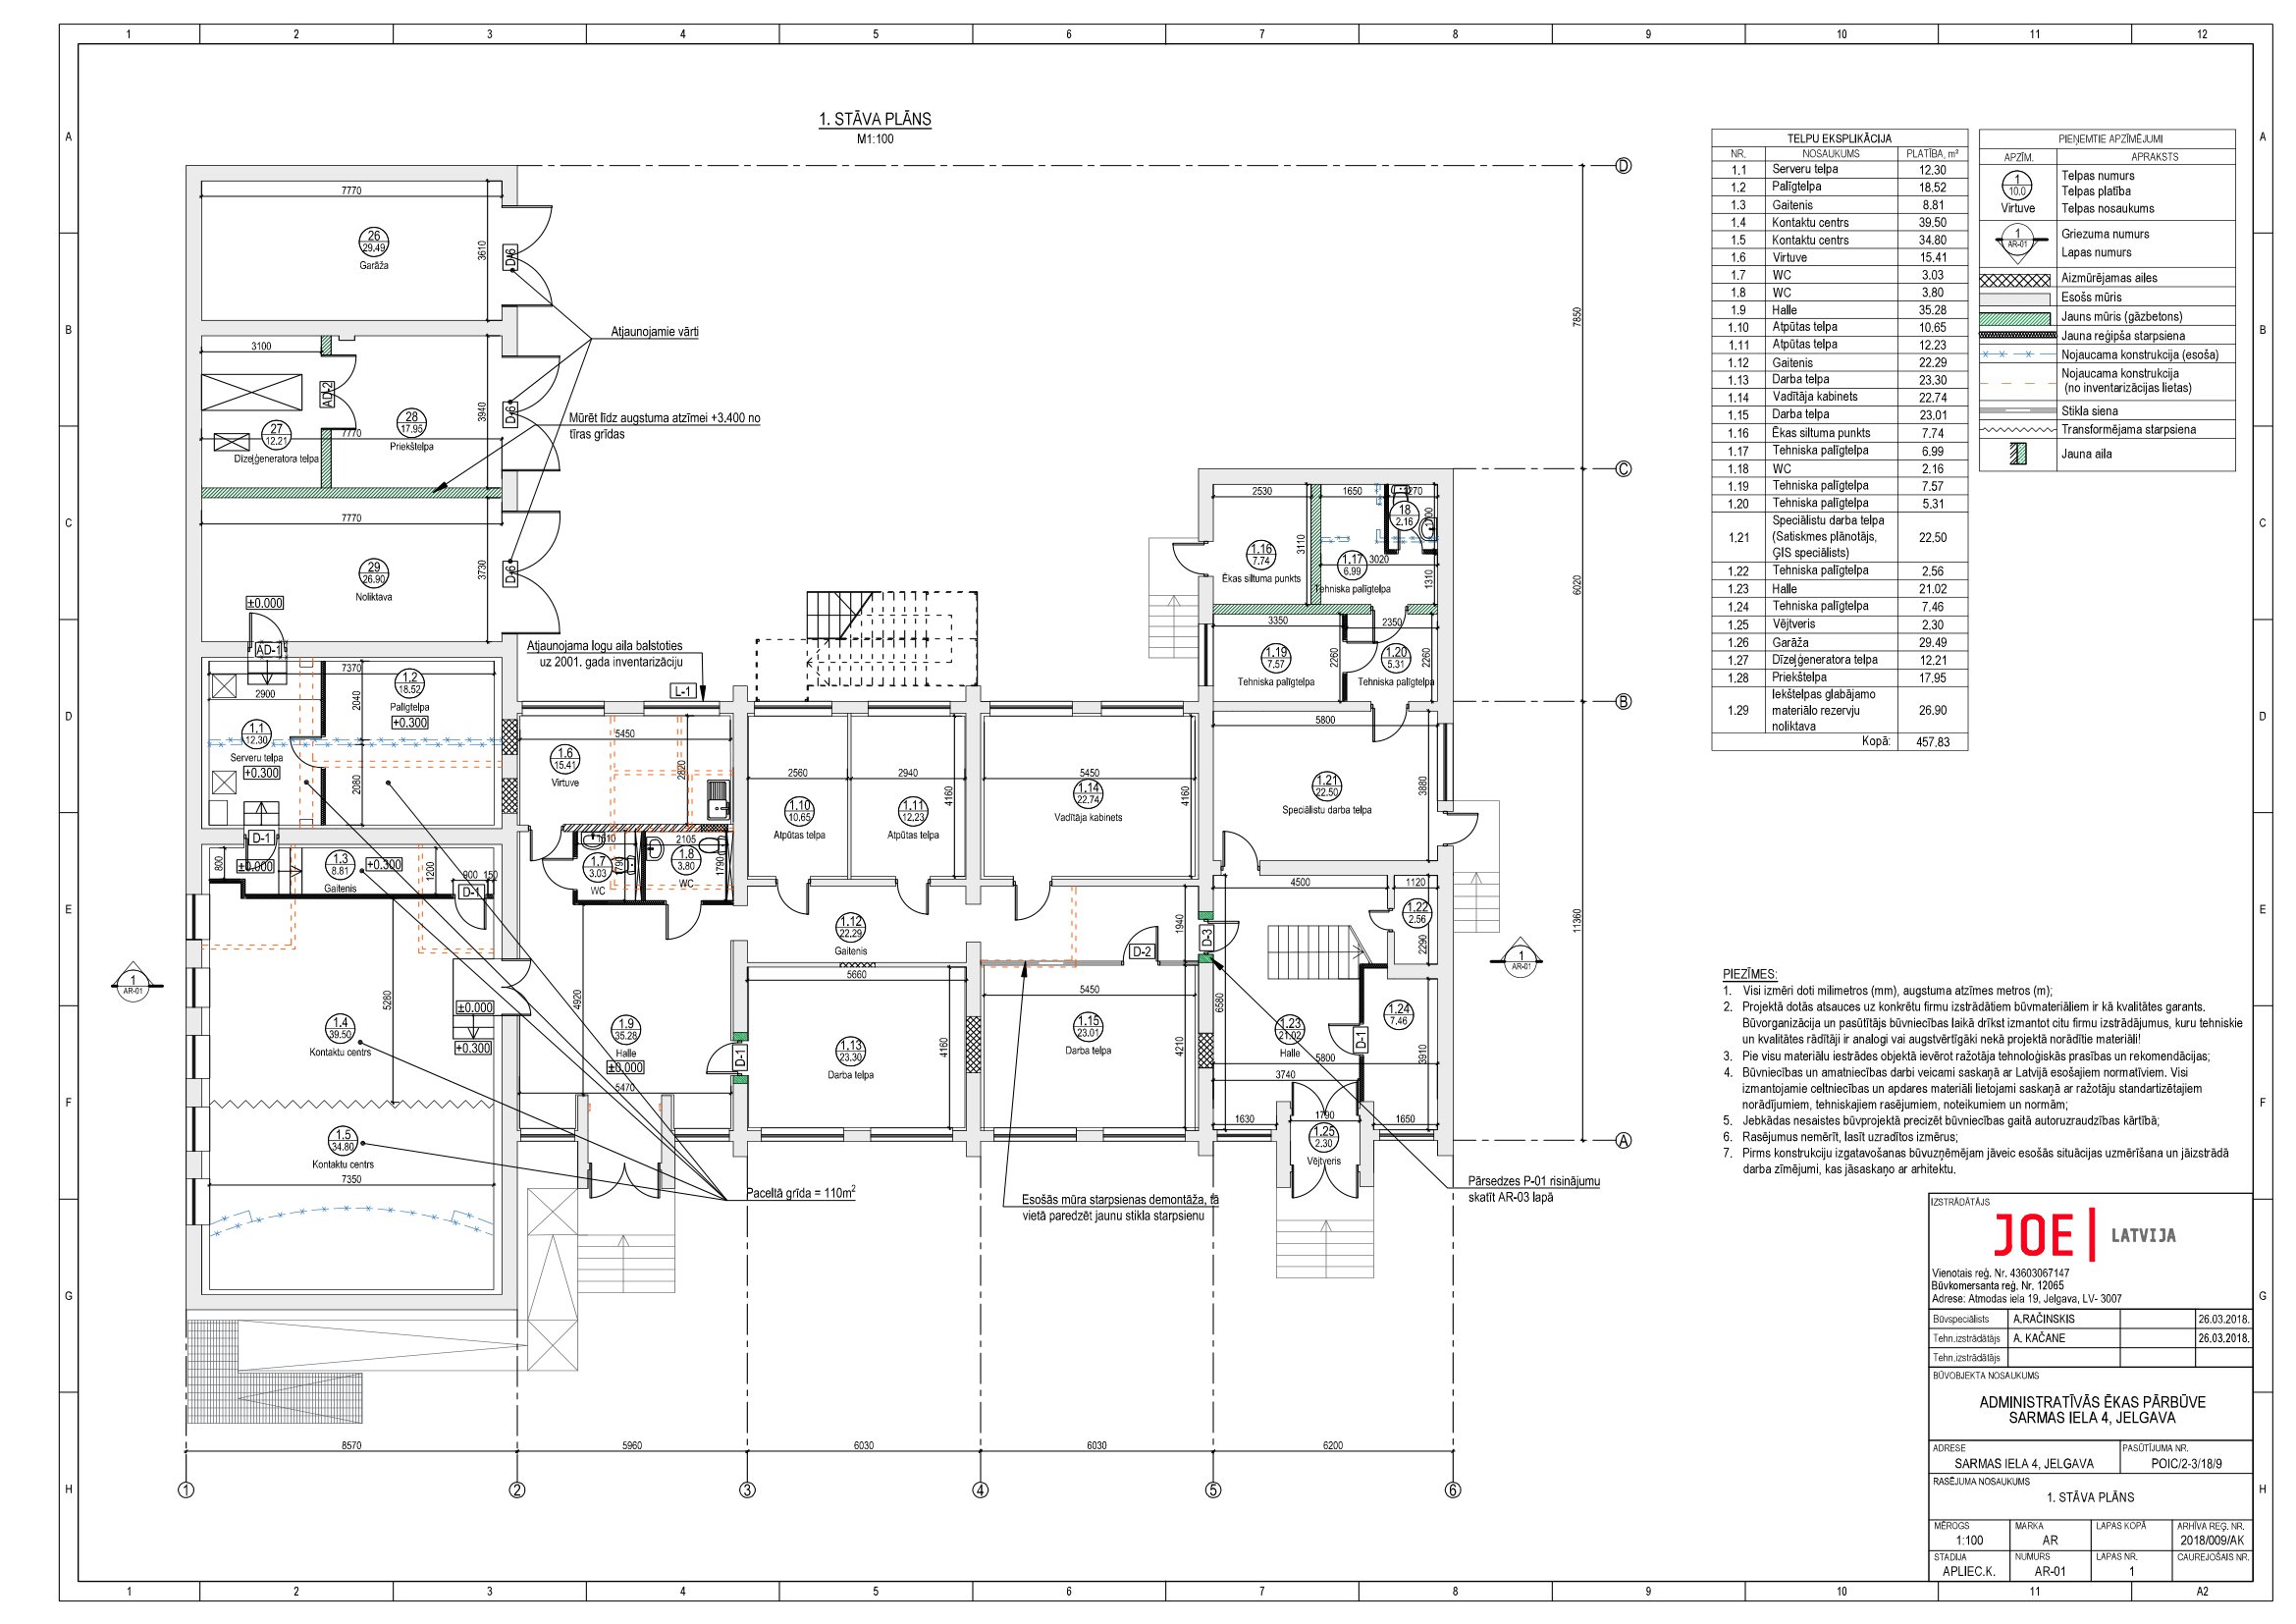 1 2 3 4 5 6 7 8 9 10 11 12
A B C D E F G H
1. STĀVA PLĀNS
M1:100
D
7770
26
29.49
Garāža
3610
D-6
Atjaunojamie vārti
3100
AD-2
27
12.21
Dīzeļģeneratora telpa
28
17.95
Priekštelpa
7770
3940
D-6
Mūrēt līdz augstuma atzīmei +3.400 no
tīras grīdas
7770
29
26.90
Noliktava
3730
D-6
±0.000
AD-1
7370
2900
2040
2080
1.2
18.52
Palīgtelpa
+0.300
1.1
12.30
Serveru telpa
+0.300
D-1
±0.000
800
1.3
8.81
Gaitenis
+0.300
1200
900 150
D-1
5280
±0.000
+0.300
1.4
39.50
Kontaktu centrs
1.5
34.80
Kontaktu centrs
7350
Paceltā grīda = 110m²
Atjaunojama logu aila balstoties
uz 2001. gada inventarizāciju
L-1
5450
1.6
15.41
Virtuve
2820
1610
1.7
3.03
WC
1790
2105
1.8
3.80
WC
1790
4920
1.9
35.28
Halle
±0.000
5470
D-1
2560
1.10
10.65
Atpūtas telpa
2940
1.11
12.23
Atpūtas telpa
4160
5450
1.14
22.74
Vadītāja kabinets
4160
1.12
22.29
Gaitenis
1940
D-2
D-3
5660
1.13
23.30
Darba telpa
4160
5450
1.15
23.01
Darba telpa
4210
Esošās mūra starpsienas demontāža, tā
vietā paredzēt jaunu stikla starpsienu
C
2530
1.16
7.74
Ēkas siltuma punkts
3110
1650
1270
18
2.16
1.17
6.99
3020
Tehniska palīgtelpa
1310
3350
1.19
7.57
Tehniska palīgtelpa
2260
2350
1.20
5.31
Tehniska palīgtelpa
2260
B
5800
1.21
22.50
Speciālistu darba telpa
3880
4500
1120
1.22
2.56
2290
6580
1.23
21.02
Halle
5800
3740
1.24
7.46
D-1
3910
1630
1790
1650
1.25
2.30
Vējtveris
A
Pārsedzes P-01 risinājumu
skatīt AR-03 lapā
1
AR-01
1
AR-01
7850
6020
11360
8570 5960 6030 6030 6200
1 2 3 4 5 6
TELPU EKSPLIKĀCIJA
NR. NOSAUKUMS PLATĪBA, m²
1.1 Serveru telpa 12.30
1.2 Palīgtelpa 18.52
1.3 Gaitenis 8.81
1.4 Kontaktu centrs 39.50
1.5 Kontaktu centrs 34.80
1.6 Virtuve 15.41
1.7 WC 3.03
1.8 WC 3.80
1.9 Halle 35.28
1.10 Atpūtas telpa 10.65
1.11 Atpūtas telpa 12.23
1.12 Gaitenis 22.29
1.13 Darba telpa 23.30
1.14 Vadītāja kabinets 22.74
1.15 Darba telpa 23.01
1.16 Ēkas siltuma punkts 7.74
1.17 Tehniska palīgtelpa 6.99
1.18 WC 2.16
1.19 Tehniska palīgtelpa 7.57
1.20 Tehniska palīgtelpa 5.31
Speciālistu darba telpa
1.21 (Satiskmes plānotājs, 22.50
ĢIS speciālists)
1.22 Tehniska palīgtelpa 2.56
1.23 Halle 21.02
1.24 Tehniska palīgtelpa 7.46
1.25 Vējtveris 2.30
1.26 Garāža 29.49
1.27 Dīzeļģeneratora telpa 12.21
1.28 Priekštelpa 17.95
Iekštelpas glabājamo
1.29 materiālo rezervju 26.90
noliktava
Kopā: 457.83
PIEŅEMTIE APZĪMĒJUMI
APZĪM. APRAKSTS
1
10.0
Virtuve
Telpas numurs
Telpas platība
Telpas nosaukums
1
AR-01
Griezuma numurs
Lapas numurs
Aizmūrējamas ailes
Esošs mūris
Jauns mūris (gāzbetons)
Jauna reģipša starpsiena
Nojaucama konstrukcija (esoša)
Nojaucama konstrukcija
(no inventarizācijas lietas)
Stikla siena
Transformējama starpsiena
Jauna aila
PIEZĪMES:
1. Visi izmēri doti milimetros (mm), augstuma atzīmes metros (m);
2. Projektā dotās atsauces uz konkrētu firmu izstrādātiem būvmateriāliem ir kā kvalitātes garants.
Būvorganizācija un pasūtītājs būvniecības laikā drīkst izmantot citu firmu izstrādājumus, kuru tehniskie
un kvalitātes rādītāji ir analogi vai augstvērtīgāki nekā projektā norādītie materiāli!
3. Pie visu materiālu iestrādes objektā ievērot ražotāja tehnoloģiskās prasības un rekomendācijas;
4. Būvniecības un amatniecības darbi veicami saskaņā ar Latvijā esošajiem normatīviem. Visi
izmantojamie celtniecības un apdares materiāli lietojami saskaņā ar ražotāju standartizētajiem
norādījumiem, tehniskajiem rasējumiem, noteikumiem un normām;
5. Jebkādas nesaistes būvprojektā precizēt būvniecības gaitā autoruzraudzības kārtībā;
6. Rasējumus nemērīt, lasīt uzradītos izmērus;
7. Pirms konstrukciju izgatavošanas būvuzņēmējam jāveic esošās situācijas uzmērīšana un jāizstrādā
darba zīmējumi, kas jāsaskaņo ar arhitektu.
IZSTRĀDĀTĀJS
JOE LATVIJA
Vienotais reģ. Nr. 43603067147
Būvkomersanta reģ. Nr. 12065
Adrese: Atmodas iela 19, Jelgava, LV- 3007
Būvspeciālists A.RAČINSKIS 26.03.2018.
Tehn.izstrādātājs A. KAČANE 26.03.2018.
Tehn.izstrādātājs
BŪVOBJEKTA NOSAUKUMS
ADMINISTRATĪVĀS ĒKAS PĀRBŪVE
SARMAS IELA 4, JELGAVA
ADRESE PASŪTĪJUMA NR.
SARMAS IELA 4, JELGAVA POIC/2-3/18/9
RASĒJUMA NOSAUKUMS
1. STĀVA PLĀNS
MĒROGS MARKA LAPAS KOPĀ ARHĪVA REĢ. NR.
1:100 AR 2018/009/AK
STADIJA NUMURS LAPAS NR. CAUREJOŠAIS NR.
APLIEC.K. AR-01 1
1 2 3 4 5 6 7 8 9 10 11 A2
A B C D E F G H